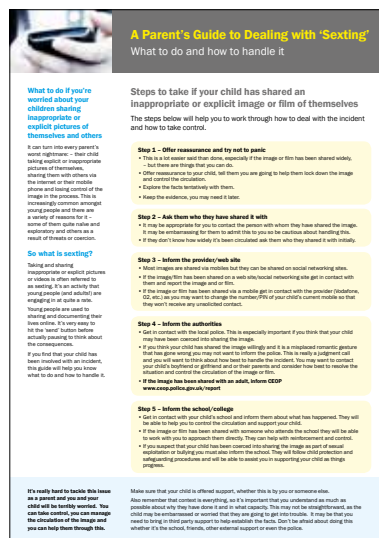 A Parent's Guide to Dealing with 'Sexting'
What to do and how to handle it
What to do if you're
worried about your
children sharing
inappropriate or
explicit pictures of
themselves and others
It can turn into every parent's
worst nightmare – their child
taking explicit or inappropriate
pictures of themselves,
sharing them with others via
the internet or their mobile
phone and losing control of the
image in the process. This is
increasingly common amongst
young people and there are
a variety of reasons for it –
some of them quite naive and
exploratory and others as a
result of threats or coercion.
So what is sexting?
Taking and sharing
inappropriate or explicit pictures
or videos is often referred to
as sexting. It's an activity that
young people (and adults!) are
engaging in at quite a rate.
Young people are used to
sharing and documenting their
lives online. It's very easy to
hit the 'send' button before
actually pausing to think about
the consequences.
If you find that your child has
been involved with an incident,
this guide will help you know
what to do and how to handle it.
Steps to take if your child has shared an
inappropriate or explicit image or film of themselves
The steps below will help you to work through how to deal with the incident
and how to take control.
Step 1 – Offer reassurance and try not to panic
• This is a lot easier said than done, especially if the image or film has been shared widely,
– but there are things that you can do.
• Offer reassurance to your child, tell them you are going to help them lock down the image
and control the circulation.
• Explore the facts tentatively with them.
• Keep the evidence, you may need it later.
Step 2 – Ask them who they have shared it with
• It may be appropriate for you to contact the person with whom they have shared the image.
It may be embarrassing for them to admit this to you so be cautious about handling this.
• If they don't know how widely it's been circulated ask them who they shared it with initially.
Step 3 – Inform the provider/web site
• Most images are shared via mobiles but they can be shared on social networking sites.
• If the image/film has been shared on a web site/social networking site get in contact with
them and report the image and or film.
• If the image or film has been shared via a mobile get in contact with the provider (Vodafone,
O2, etc.) as you may want to change the number/PIN of your child's current mobile so that
they won't receive any unsolicited contact.
Step 4 – Inform the authorities
• Get in contact with the local police. This is especially important if you think that your child
may have been coerced into sharing the image.
• If you think your child has shared the image willingly and it is a misplaced romantic gesture
that has gone wrong you may not want to inform the police. This is really a judgment call
and you will want to think about how best to handle the incident. You may want to contact
your child's boyfriend or girlfriend and or their parents and consider how best to resolve the
situation and control the circulation of the image or film.
• If the image has been shared with an adult, inform CEOP
www.ceop.police.gov.uk/report
Step 5 – Inform the school/college
• Get in contact with your child's school and inform them about what has happened. They will
be able to help you to control the circulation and support your child.
• If the image or film has been shared with someone who attends the school they will be able
to work with you to approach them directly. They can help with reinforcement and control.
• If you suspect that your child has been coerced into sharing the image as part of sexual
exploitation or bullying you must also inform the school. They will follow child protection and
safeguarding procedures and will be able to assist you in supporting your child as things
progress.
It's really hard to tackle this issue
as a parent and you and your
child will be terribly worried. You
can take control, you can manage
the circulation of the image and
you can help them through this.
Make sure that your child is offered support, whether this is by you or someone else.
Also remember that context is everything, so it's important that you understand as much as
possible about why they have done it and in what capacity. This may not be straightforward, as the
child may be embarrassed or worried that they are going to get into trouble. It may be that you
need to bring in third party support to help establish the facts. Don't be afraid about doing this
whether it's the school, friends, other external support or even the police.